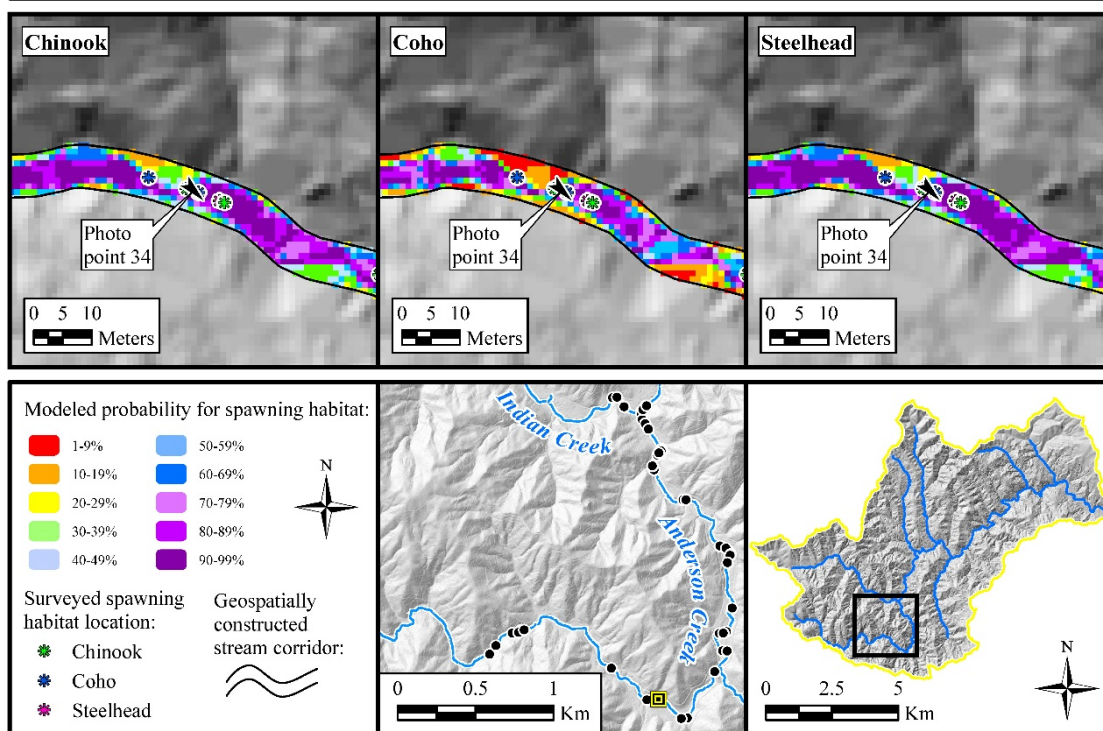 Chinook
Photo
point 34
0 5 10
Meters
Coho
Photo
point 34
0 5 10
Meters
Steelhead
Photo
point 34
0 5 10
Meters
Modeled probability for spawning habitat:
1-9%
10-19%
20-29%
30-39%
40-49%
50-59%
60-69%
70-79%
80-89%
90-99%
N
Surveyed spawning
habitat location:
Chinook
Coho
Steelhead
Geospatially
constructed
stream corridor:
Indian Creek
Anderson Creek
0 0.5 1
Km
0 2.5 5
Km
N